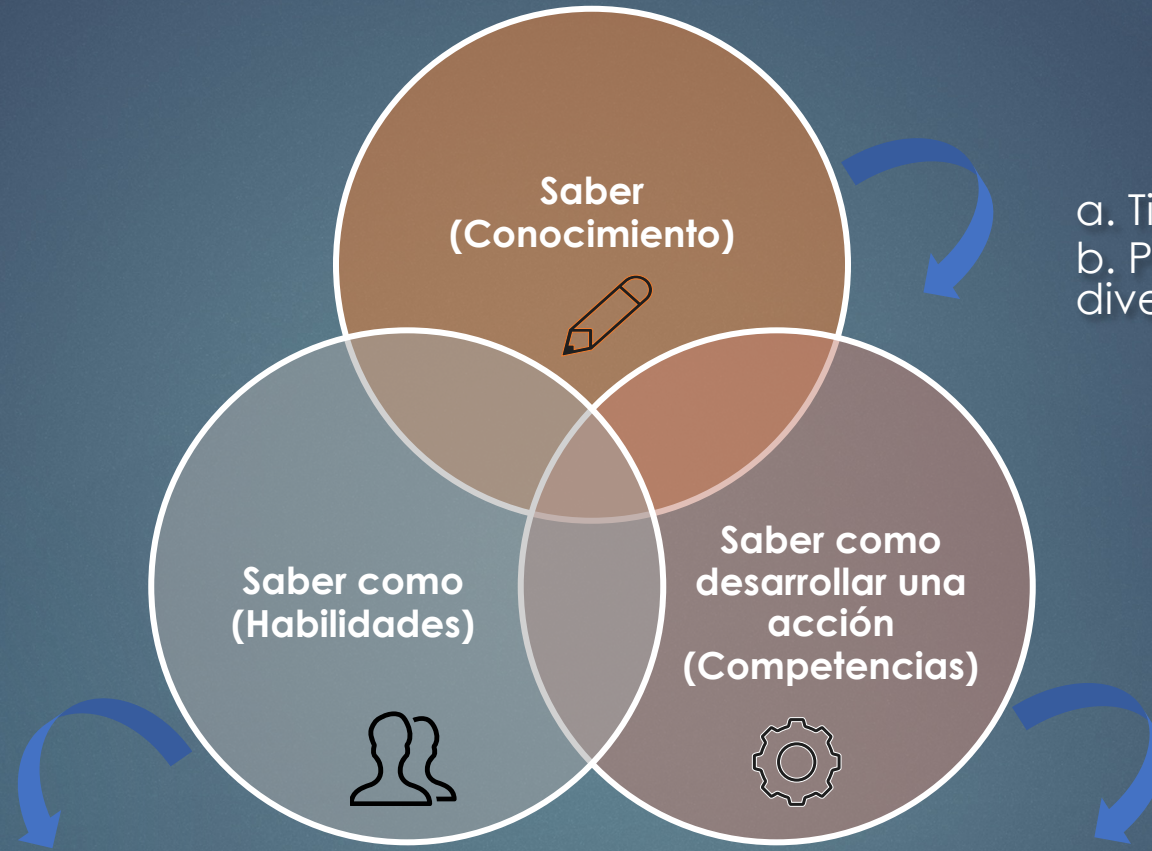 Saber
(Conocimiento)
a.
b.
Saber como
(Habilidades)
Saber como
desarrollar una
acción
(Competencias)